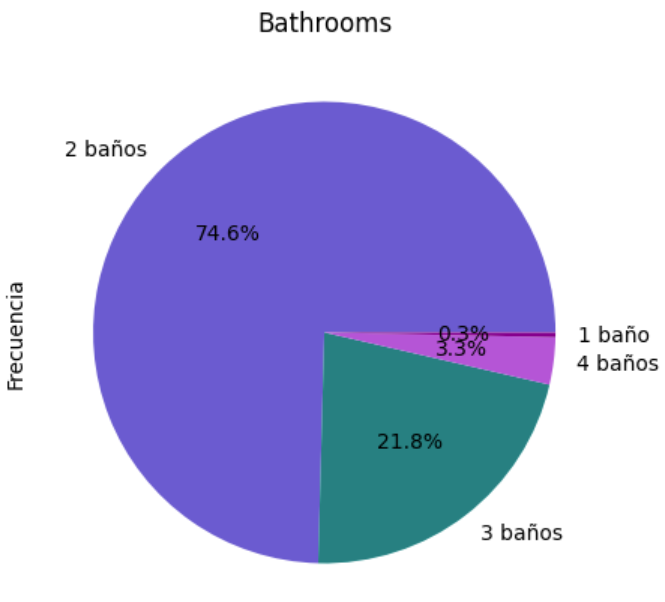 Bathrooms
2 baños
74.6%
Frecuencia
0.3%
1 baño
3.3%
4 baños
21.8%
3 baños